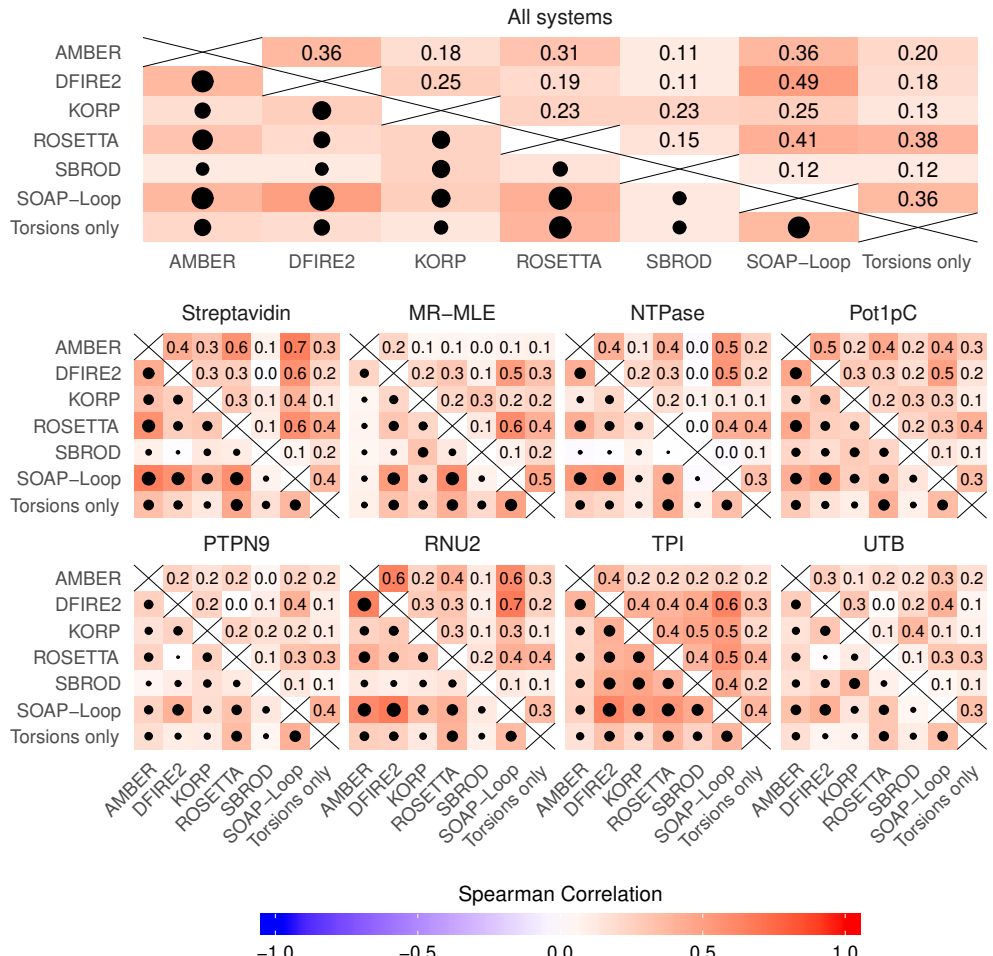 All systems
AMBER 0.36 0.18 0.31 0.11 0.36 0.20
DFIRE2 0.25 0.19 0.11 0.49 0.18
KORP 0.23 0.23 0.25 0.13
ROSETTA 0.15 0.41 0.38
SBROD 0.12 0.12
SOAP−Loop 0.36
Torsions only
AMBER DFIRE2 KORP ROSETTA SBROD SOAP−Loop Torsions only
Streptavidin MR−MLE NTPase Pot1pC
AMBER 0.4 0.3 0.6 0.1 0.7 0.3 0.2 0.1 0.1 0.0 0.1 0.1 0.4 0.1 0.4 0.0 0.5 0.2 0.5 0.2 0.4 0.2 0.4 0.3
DFIRE2 0.3 0.3 0.0 0.6 0.2 0.2 0.3 0.1 0.5 0.3 0.2 0.3 0.0 0.5 0.2 0.3 0.3 0.2 0.5 0.2
KORP 0.3 0.1 0.4 0.1 0.2 0.3 0.2 0.2 0.2 0.1 0.1 0.1 0.2 0.3 0.3 0.1
ROSETTA 0.1 0.6 0.4 0.1 0.6 0.4 0.0 0.4 0.4 0.2 0.3 0.4
SBROD 0.1 0.2 0.1 0.2 0.0 0.1 0.1 0.1
SOAP−Loop 0.4 0.5 0.3 0.3
Torsions only
PTPN9 RNU2 TPI UTB
AMBER 0.2 0.2 0.2 0.0 0.2 0.2 0.6 0.2 0.4 0.1 0.6 0.3 0.4 0.2 0.2 0.2 0.2 0.2 0.3 0.1 0.2 0.2 0.3 0.2
DFIRE2 0.2 0.0 0.1 0.4 0.1 0.3 0.3 0.1 0.7 0.2 0.4 0.4 0.4 0.6 0.3 0.3 0.0 0.2 0.4 0.1
KORP 0.2 0.2 0.2 0.1 0.3 0.1 0.3 0.1 0.4 0.5 0.5 0.2 0.1 0.4 0.1 0.1
ROSETTA 0.1 0.3 0.3 0.2 0.4 0.4 0.4 0.5 0.4 0.1 0.3 0.3
SBROD 0.1 0.1 0.1 0.1 0.4 0.2 0.1 0.1
SOAP−Loop 0.4 0.3 0.4 0.3
Torsions only
AMBER DFIRE2 KORP ROSETTA SBROD SOAP−Loop Torsions only AMBER DFIRE2 KORP ROSETTA SBROD SOAP−Loop Torsions only AMBER DFIRE2 KORP ROSETTA SBROD SOAP−Loop Torsions only AMBER DFIRE2 KORP ROSETTA SBROD SOAP−Loop Torsions only
Spearman Correlation
−1.0 −0.5 0.0 0.5 1.0